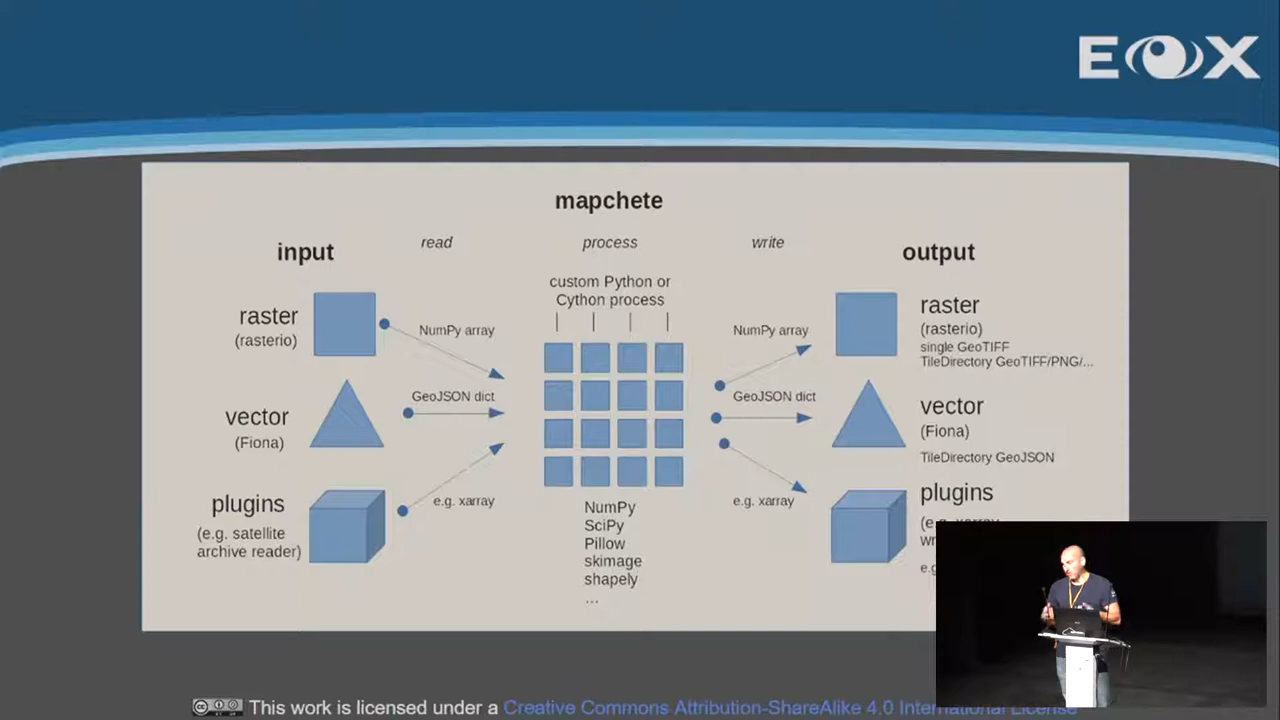 EOX
mapchete
input
read
process
write
output
custom Python or
Cython process
raster
(rasterio)
NumPy array
NumPy array
raster
(rasterio)
single GeoTIFF
TileDirectory GeoTIFF/PNG/...
vector
(Fiona)
GeoJSON dict
GeoJSON dict
vector
(Fiona)
TileDirectory GeoJSON
plugins
(e.g. satellite
archive reader)
e.g. xarray
NumPy
SciPy
Pillow
skimage
shapely
...
e.g. xarray
plugins
This work is licensed under a Creative Commons Attribution-ShareAlike 4.0 International License